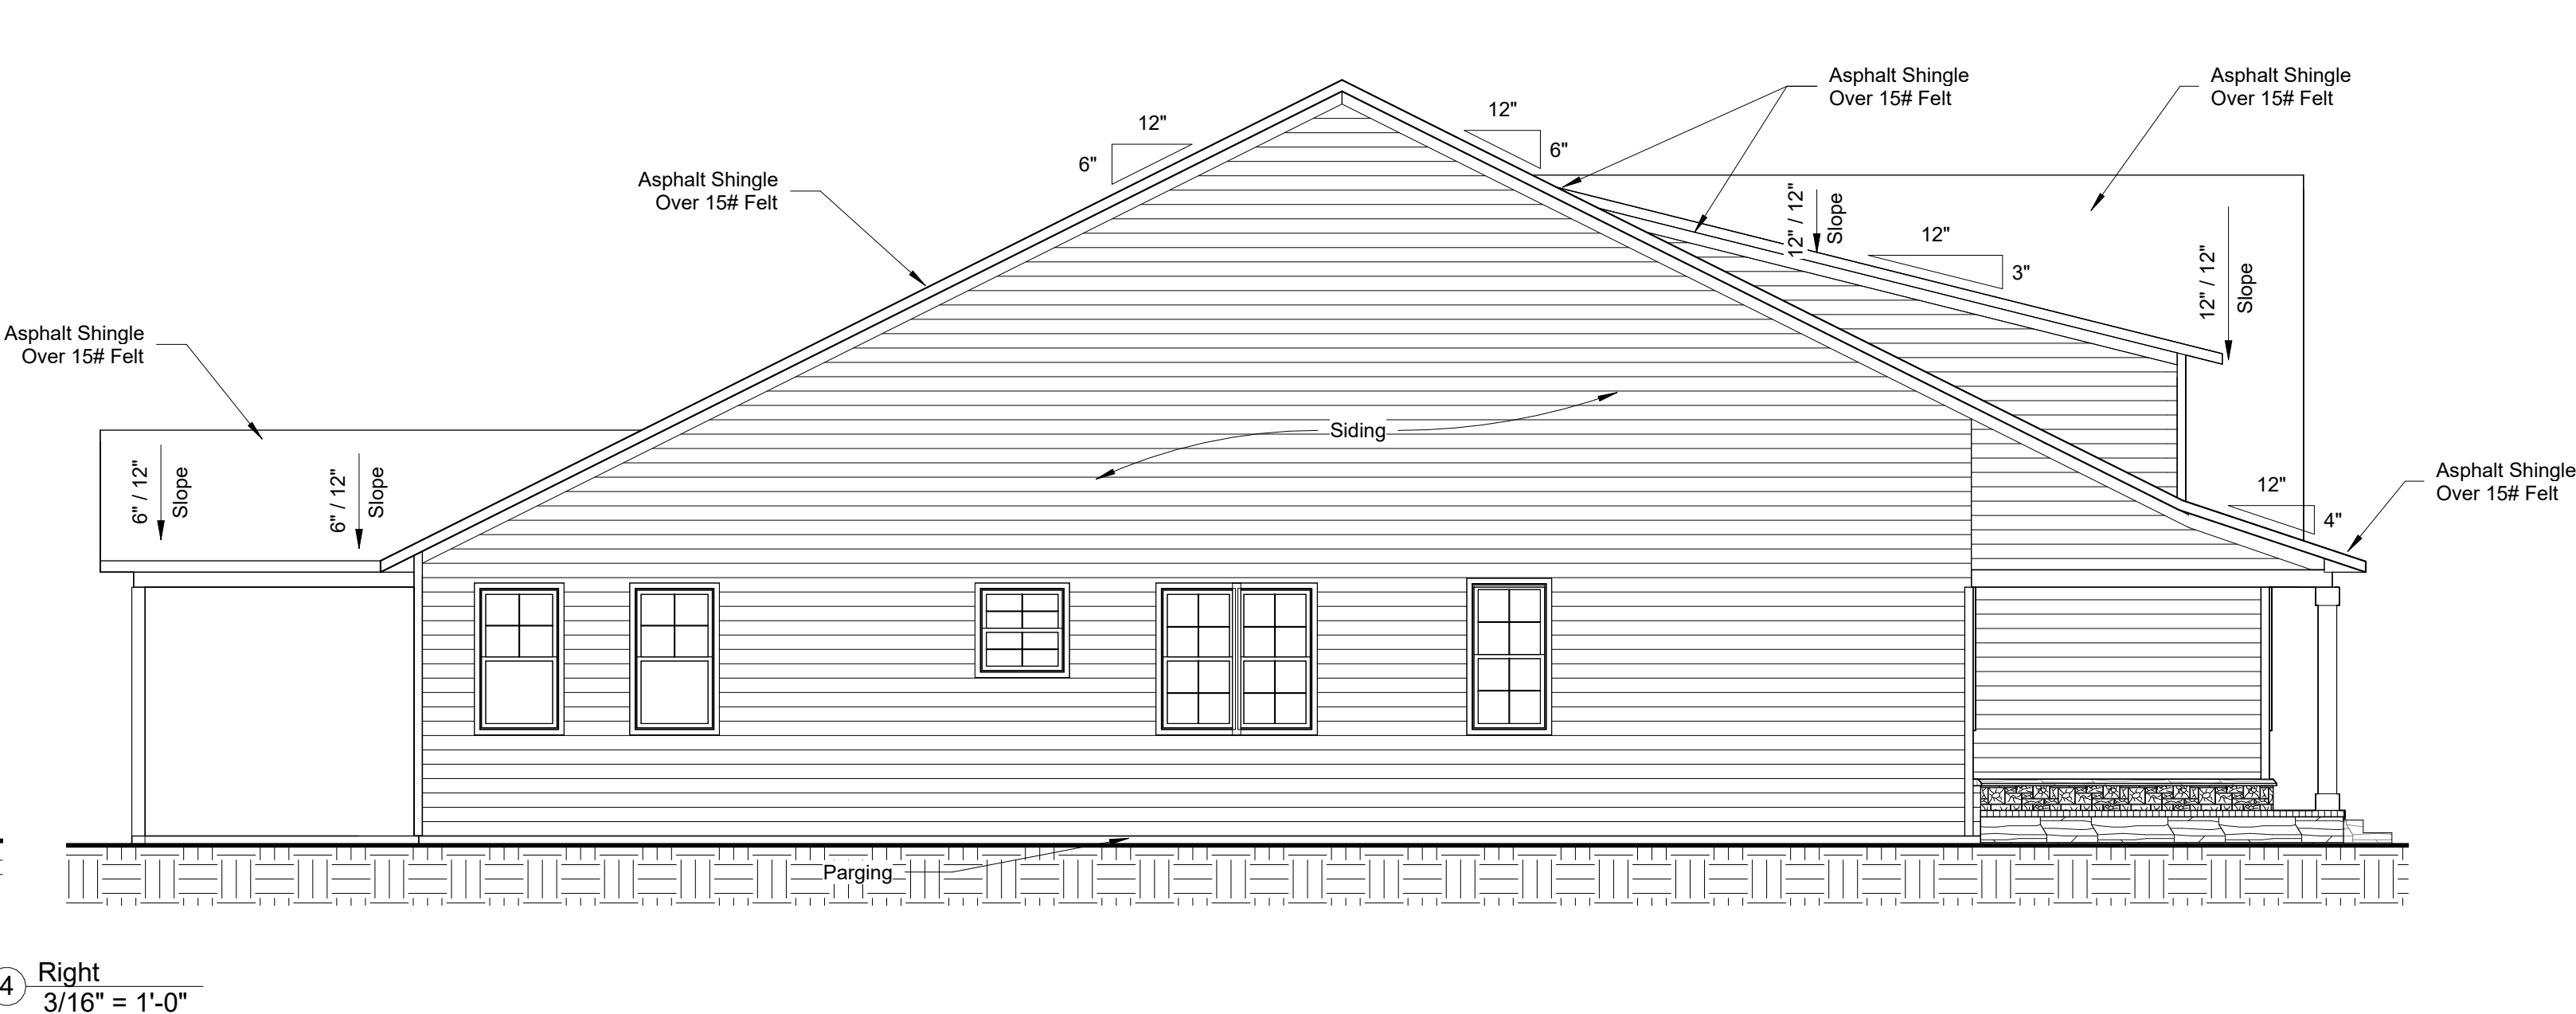 Asphalt Shingle
Over 15# Felt
Asphalt Shingle
Over 15# Felt
12"
6"
12"
6"
Asphalt Shingle
Over 15# Felt
12" / 12"
Slope
12"
3"
12" / 12"
Slope
Asphalt Shingle
Over 15# Felt
6" / 12"
Slope
6" / 12"
Slope
Siding
12"
4"
Asphalt Shingle
Over 15# Felt
Parging
4
Right
3/16" = 1'-0"